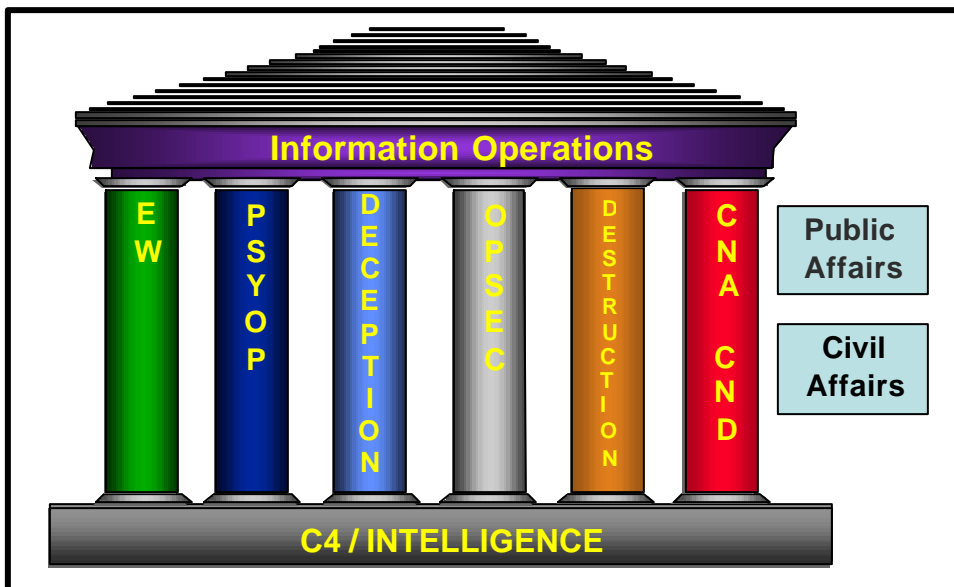 Information Operations
EW
PSYOP
DECEPTION
OPSEC
DESTRUCTION
CNA CND
Public
Affairs
Civil
Affairs
C4 / INTELLIGENCE